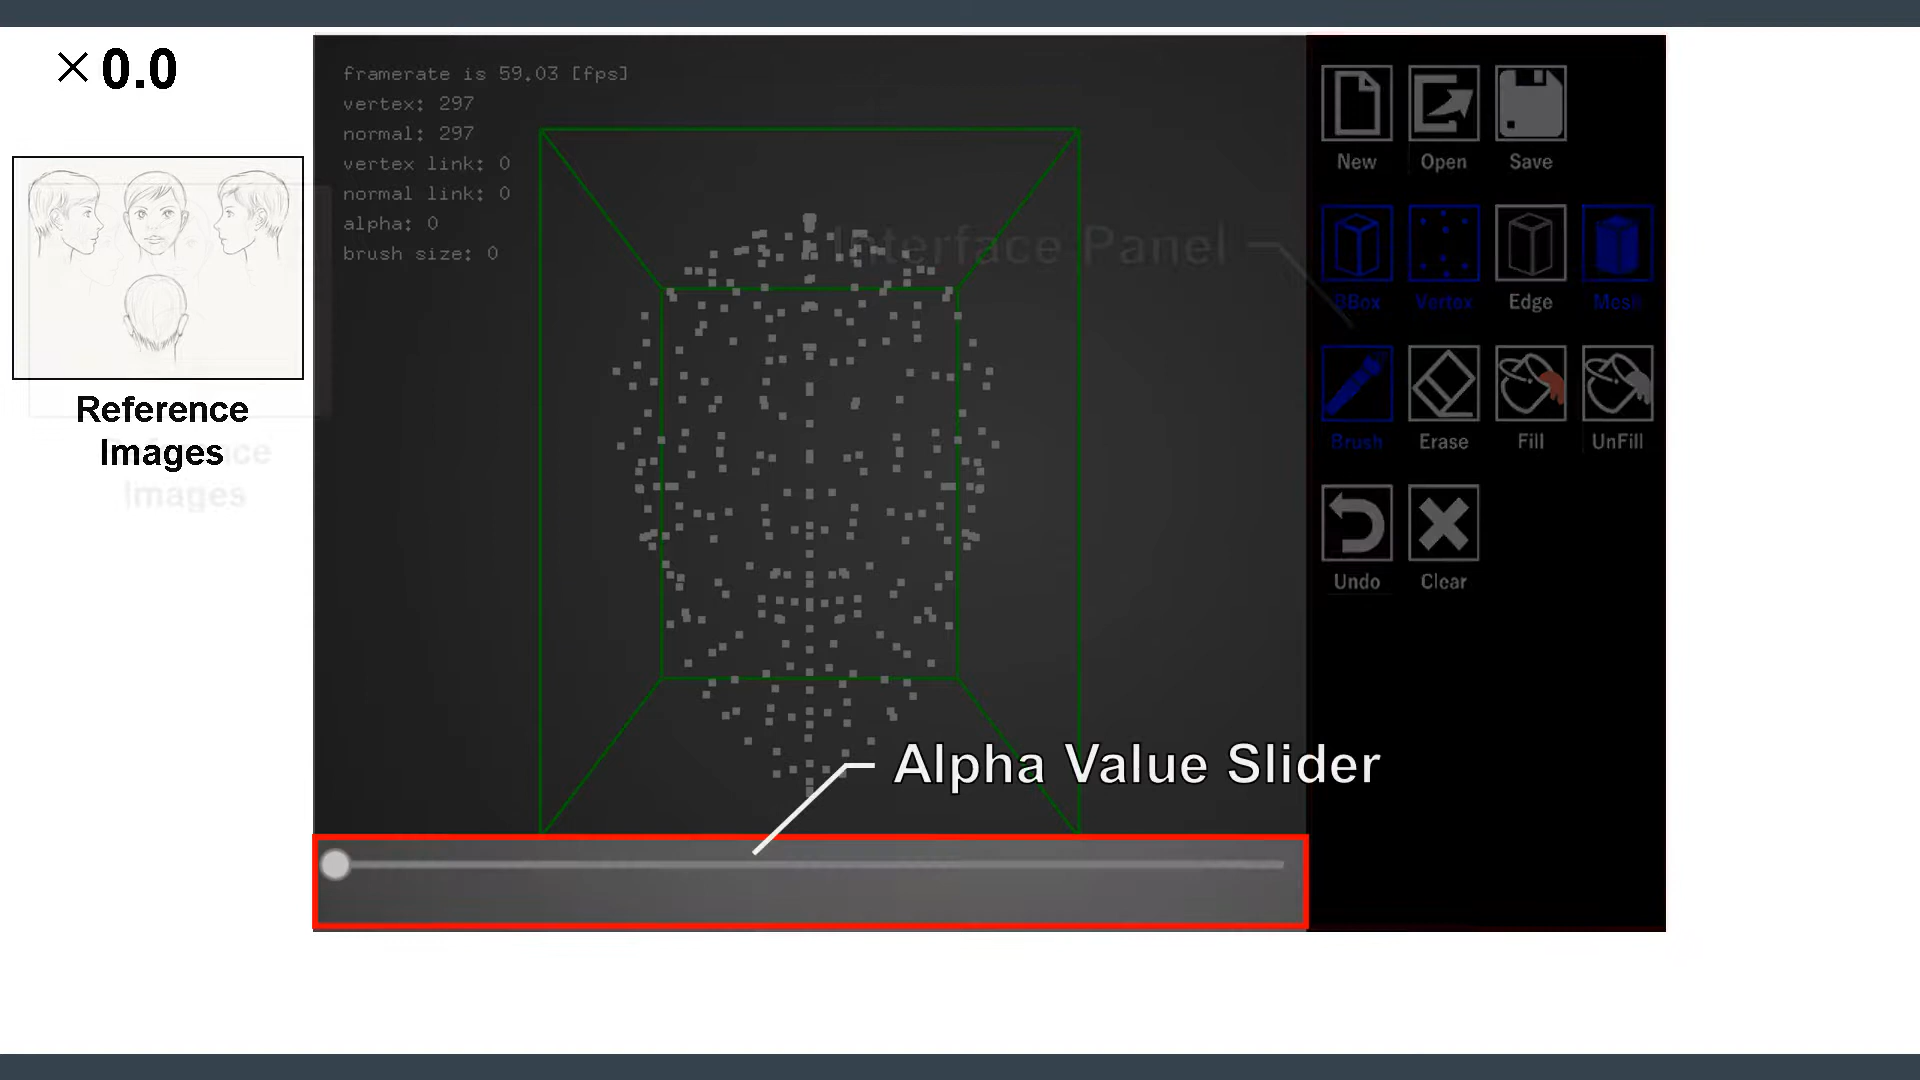 × 0.0
framerate is 59.03 [fps]
vertex: 297
normal: 297
vertex link: 0
normal link: 0
alpha: 0
brush size: 0
Interface Panel
New Open Save
BBox Vertex Edge Mesh
Brush Erase Fill UnFill
Undo Clear
Reference
Images
Reference
Images
Alpha Value Slider